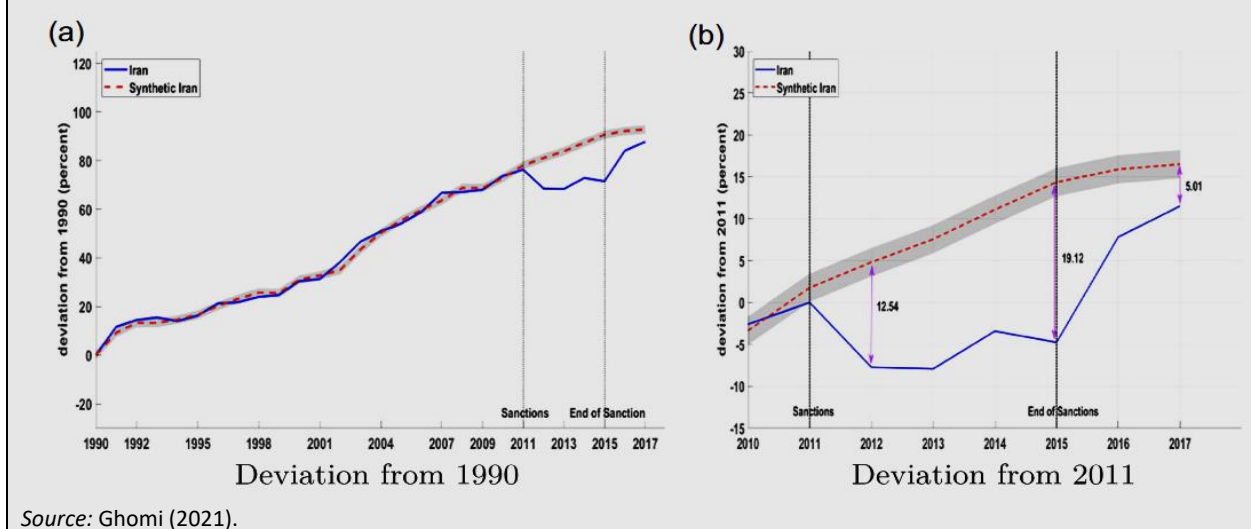 (a)
Iran
Synthetic Iran
deviation from 1990 (percent)
120
100
80
60
40
20
0
-20
Sanctions
End of Sanction
1990 1992 1995 1998 2001 2004 2007 2009 2011 2013 2015 2017
Deviation from 1990
(b)
Iran
Synthetic Iran
deviation from 2011 (percent)
30
25
20
15
10
5
0
-5
-10
-15
12.54
19.12
5.01
Sanctions
End of Sanctions
2010 2011 2012 2013 2014 2015 2016 2017
Deviation from 2011
Source: Ghomi (2021).